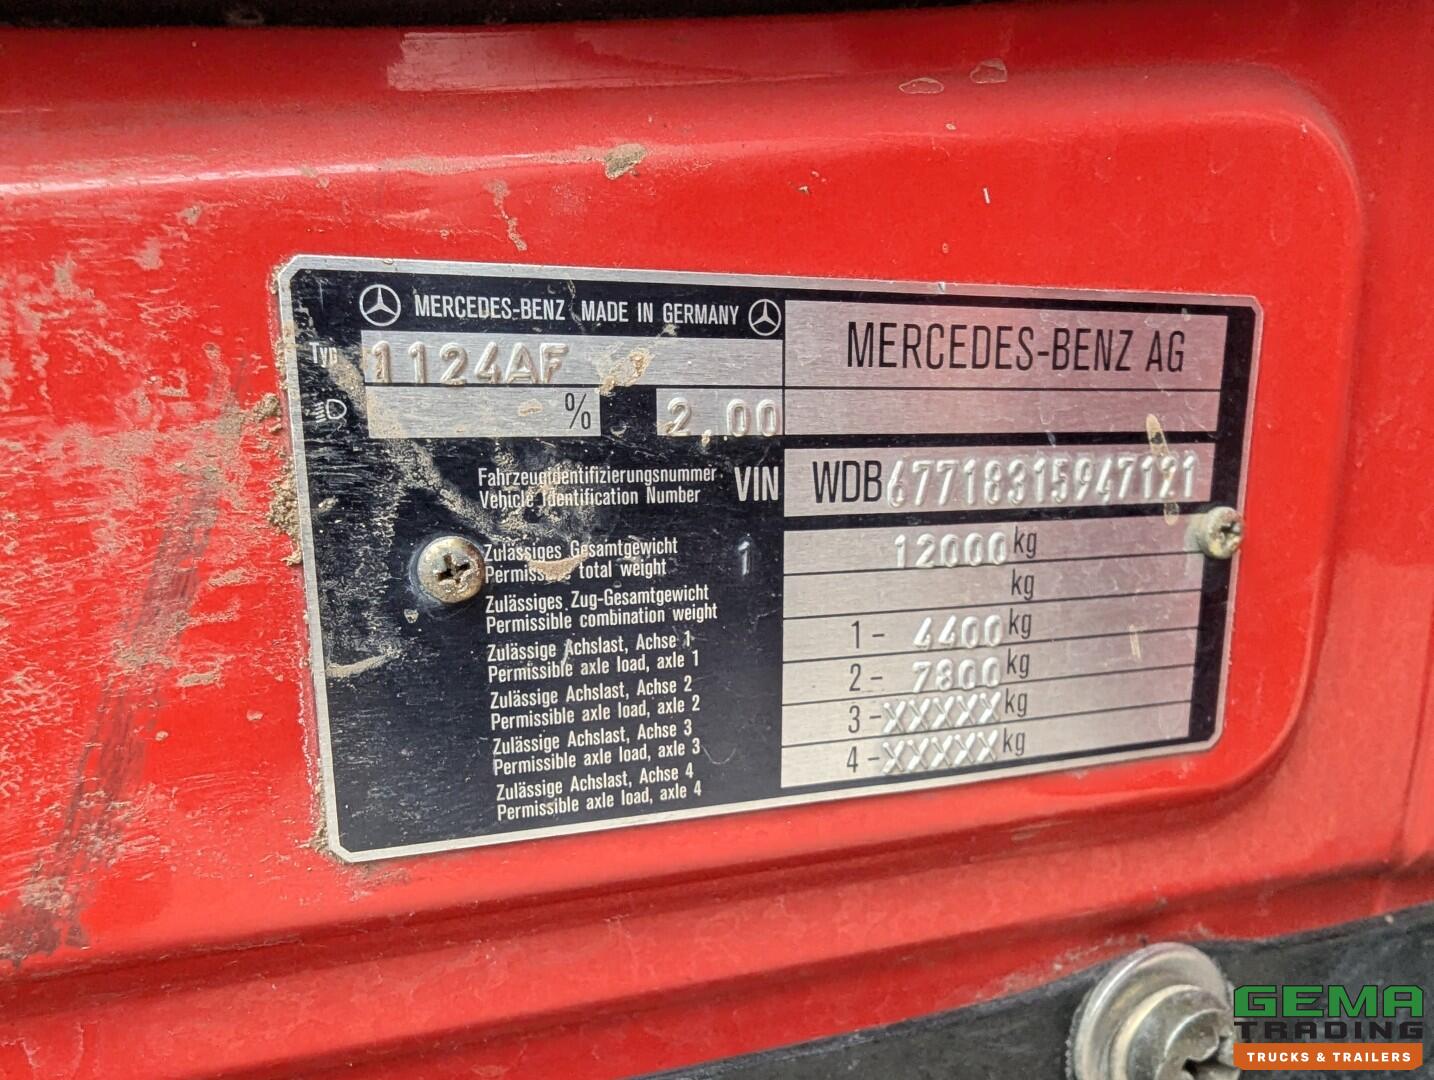 MERCEDES-BENZ MADE IN GERMANY
MERCEDES-BENZ AG
Typ 1124AF
% 2,00
Fahrzeugidentifizierungsnummer
Vehicle Identification Number
VIN WDB67718315947121
Zulässiges Gesamtgewicht
Permissible total weight
1 12000 kg
Zulässiges Zug-Gesamtgewicht
Permissible combination weight
kg
Zulässige Achslast, Achse 1
Permissible axle load, axle 1
1 - 4400 kg
Zulässige Achslast, Achse 2
Permissible axle load, axle 2
2 - 7800 kg
Zulässige Achslast, Achse 3
Permissible axle load, axle 3
3 - XXXXX kg
Zulässige Achslast, Achse 4
Permissible axle load, axle 4
4 - XXXXX kg
GEMA
TRADING
TRUCKS & TRAILERS